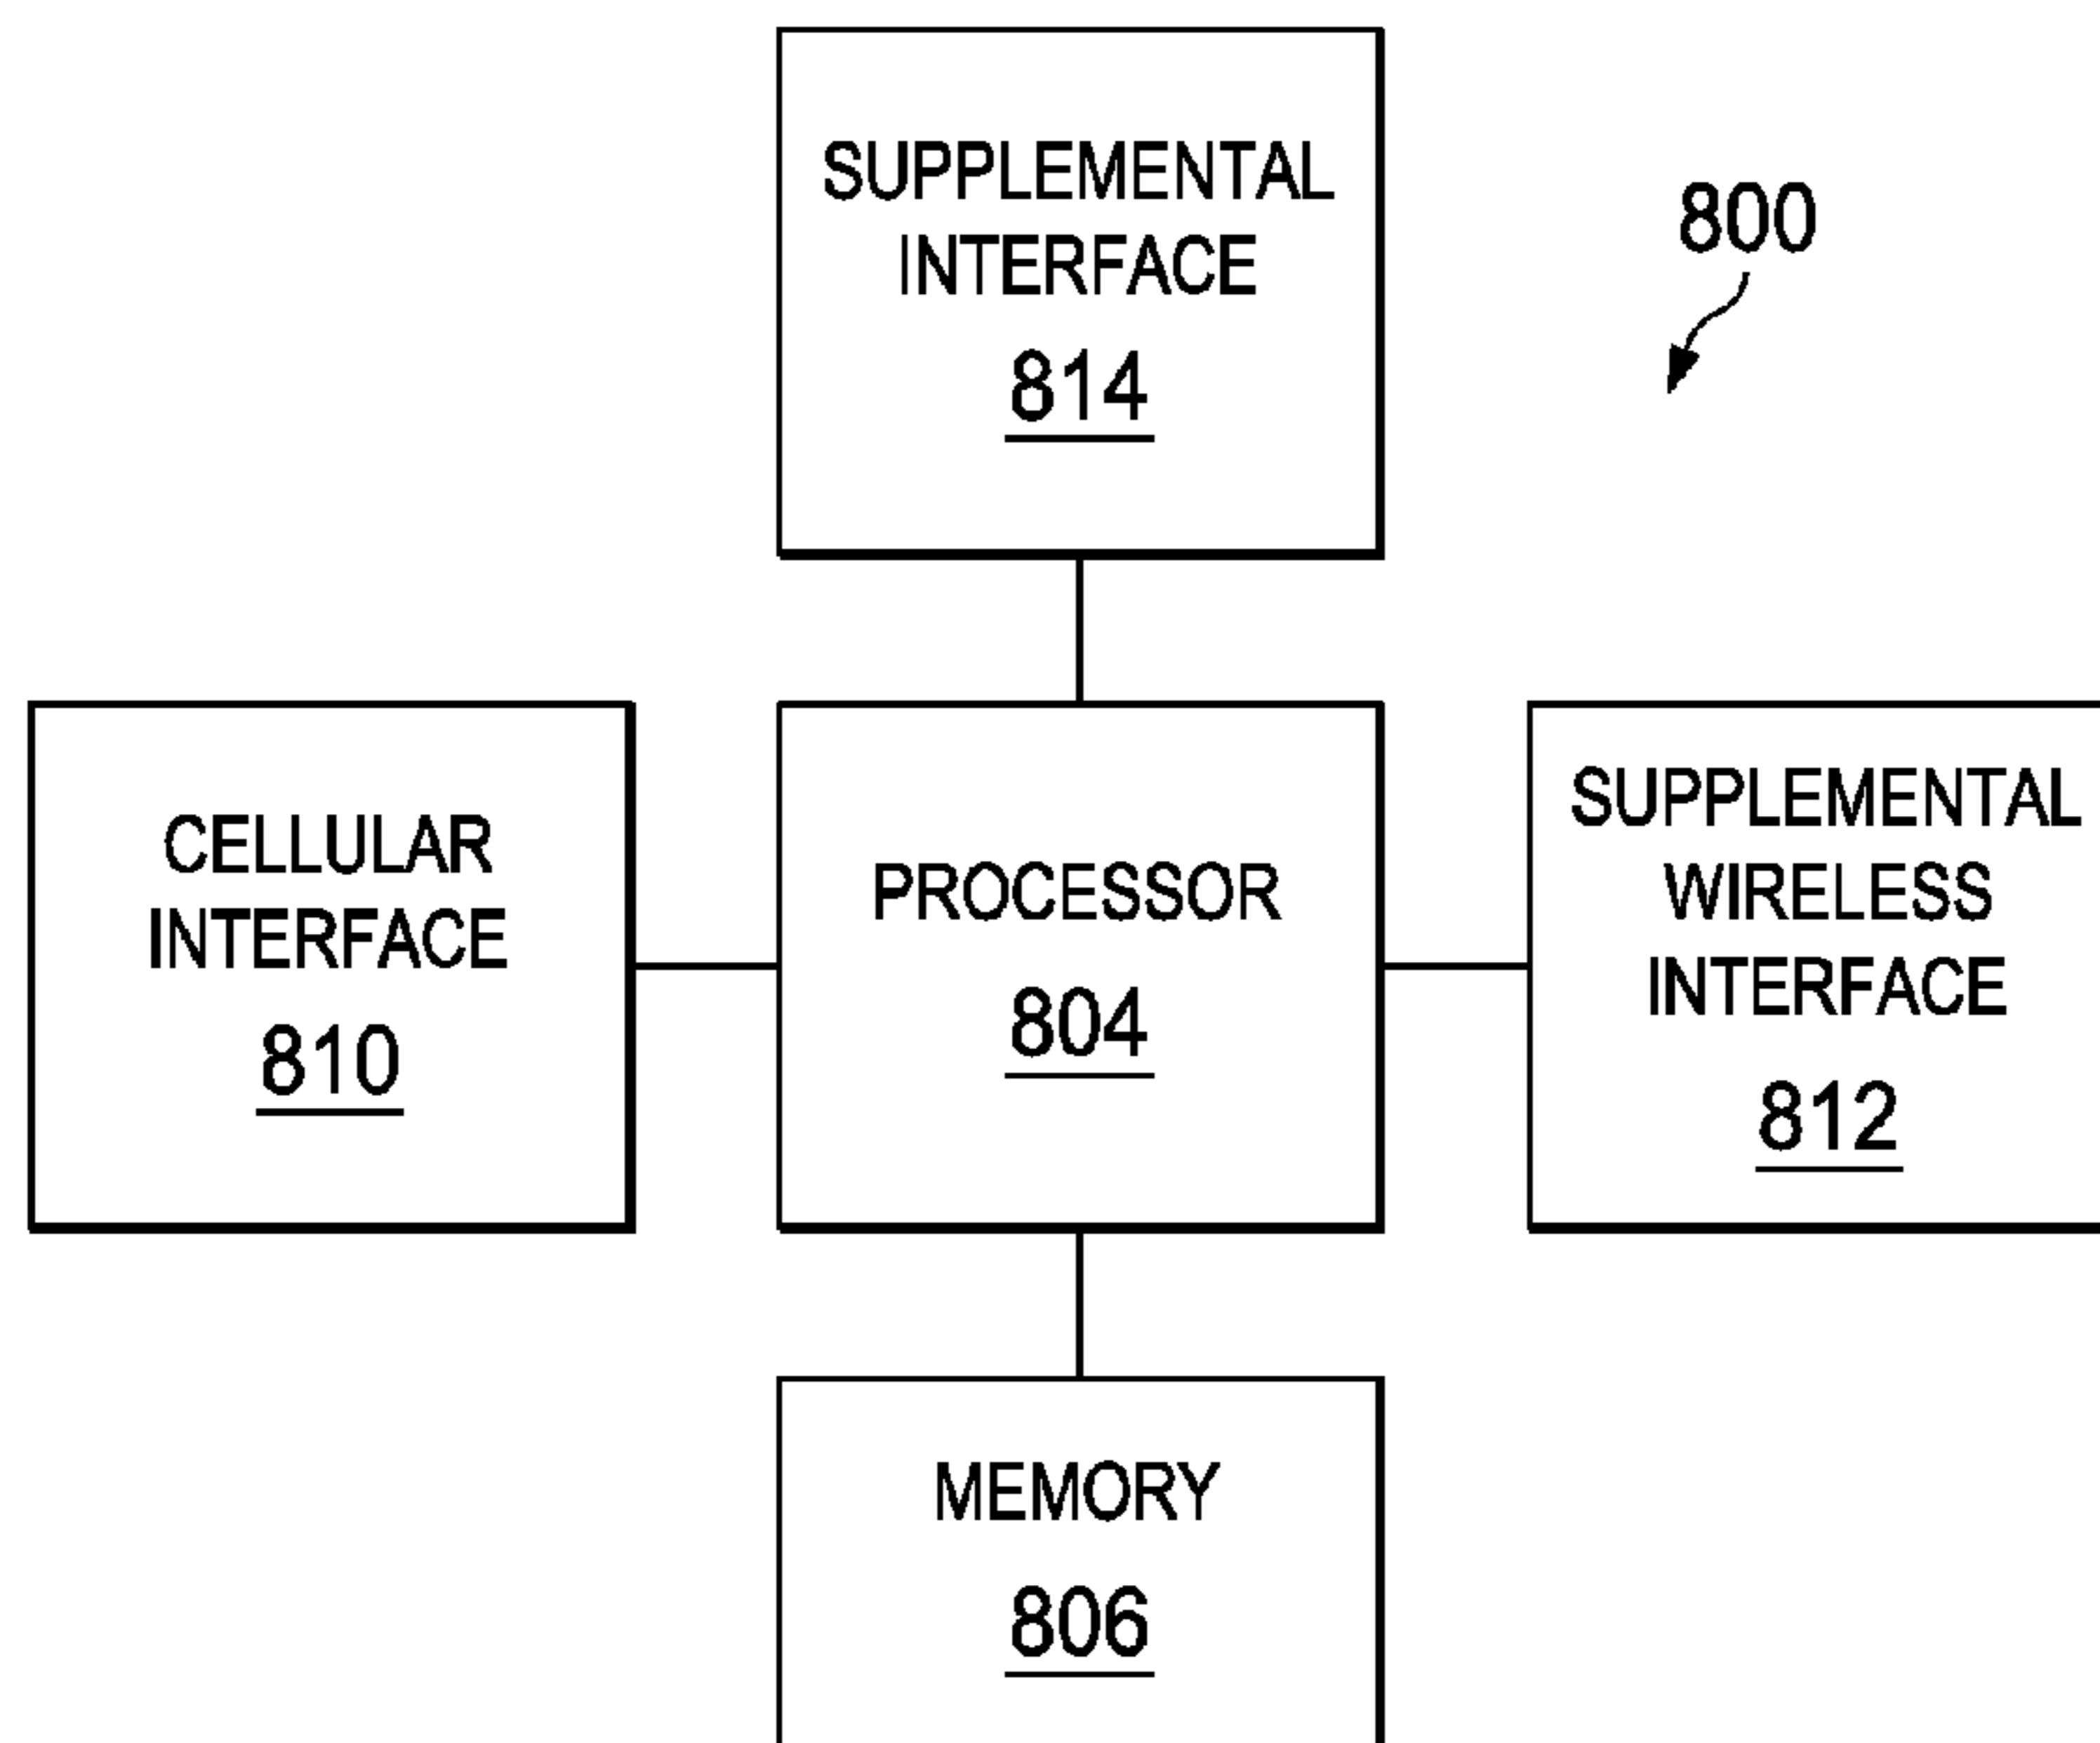 SUPPLEMENTAL
INTERFACE
814
800
CELLULAR
INTERFACE
810
PROCESSOR
804
SUPPLEMENTAL
WIRELESS
INTERFACE
812
MEMORY
806